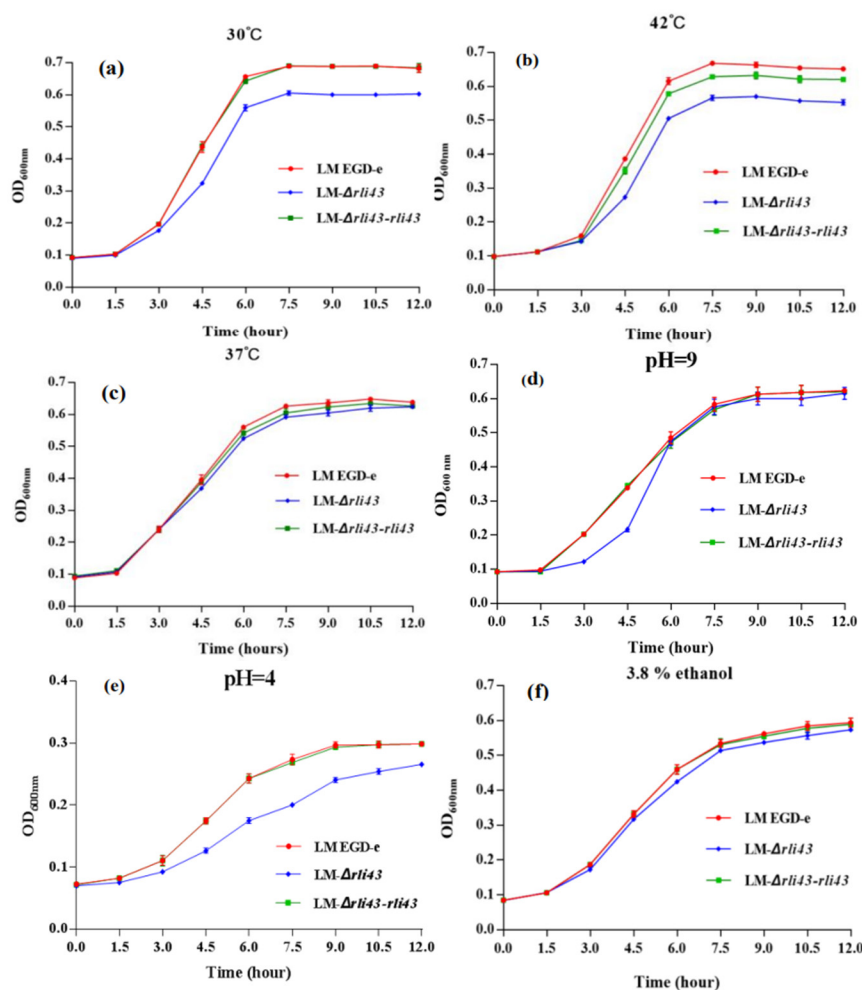 30°C
(a)
OD600nm
0.7
0.6
0.5
0.4
0.3
0.2
0.1
0.0
LM EGD-e
LM-Δrli43
LM-Δrli43-rli43
0.0 1.5 3.0 4.5 6.0 7.5 9.0 10.5 12.0
Time (hour)
42°C
(b)
OD600nm
0.7
0.6
0.5
0.4
0.3
0.2
0.1
0.0
LM EGD-e
LM-Δrli43
LM-Δrli43-rli43
0.0 1.5 3.0 4.5 6.0 7.5 9.0 10.5 12.0
Time (hour)
37°C
(c)
OD600nm
0.7
0.6
0.5
0.4
0.3
0.2
0.1
0.0
LM EGD-e
LM-Δrli43
LM-Δrli43-rli43
0.0 1.5 3.0 4.5 6.0 7.5 9.0 10.5 12.0
Time (hours)
pH=9
(d)
OD600 nm
0.7
0.6
0.5
0.4
0.3
0.2
0.1
0.0
LM EGD-e
LM-Δrli43
LM-Δrli43-rli43
0.0 1.5 3.0 4.5 6.0 7.5 9.0 10.5 12.0
Time (hour)
pH=4
(e)
OD600nm
0.4
0.3
0.2
0.1
0.0
LM EGD-e
LM-Δrli43
LM-Δrli43-rli43
0.0 1.5 3.0 4.5 6.0 7.5 9.0 10.5 12.0
Time (hour)
3.8 % ethanol
(f)
OD600nm
0.7
0.6
0.5
0.4
0.3
0.2
0.1
0.0
LM EGD-e
LM-Δrli43
LM-Δrli43-rli43
0.0 1.5 3.0 4.5 6.0 7.5 9.0 10.5 12.0
Time (hour)